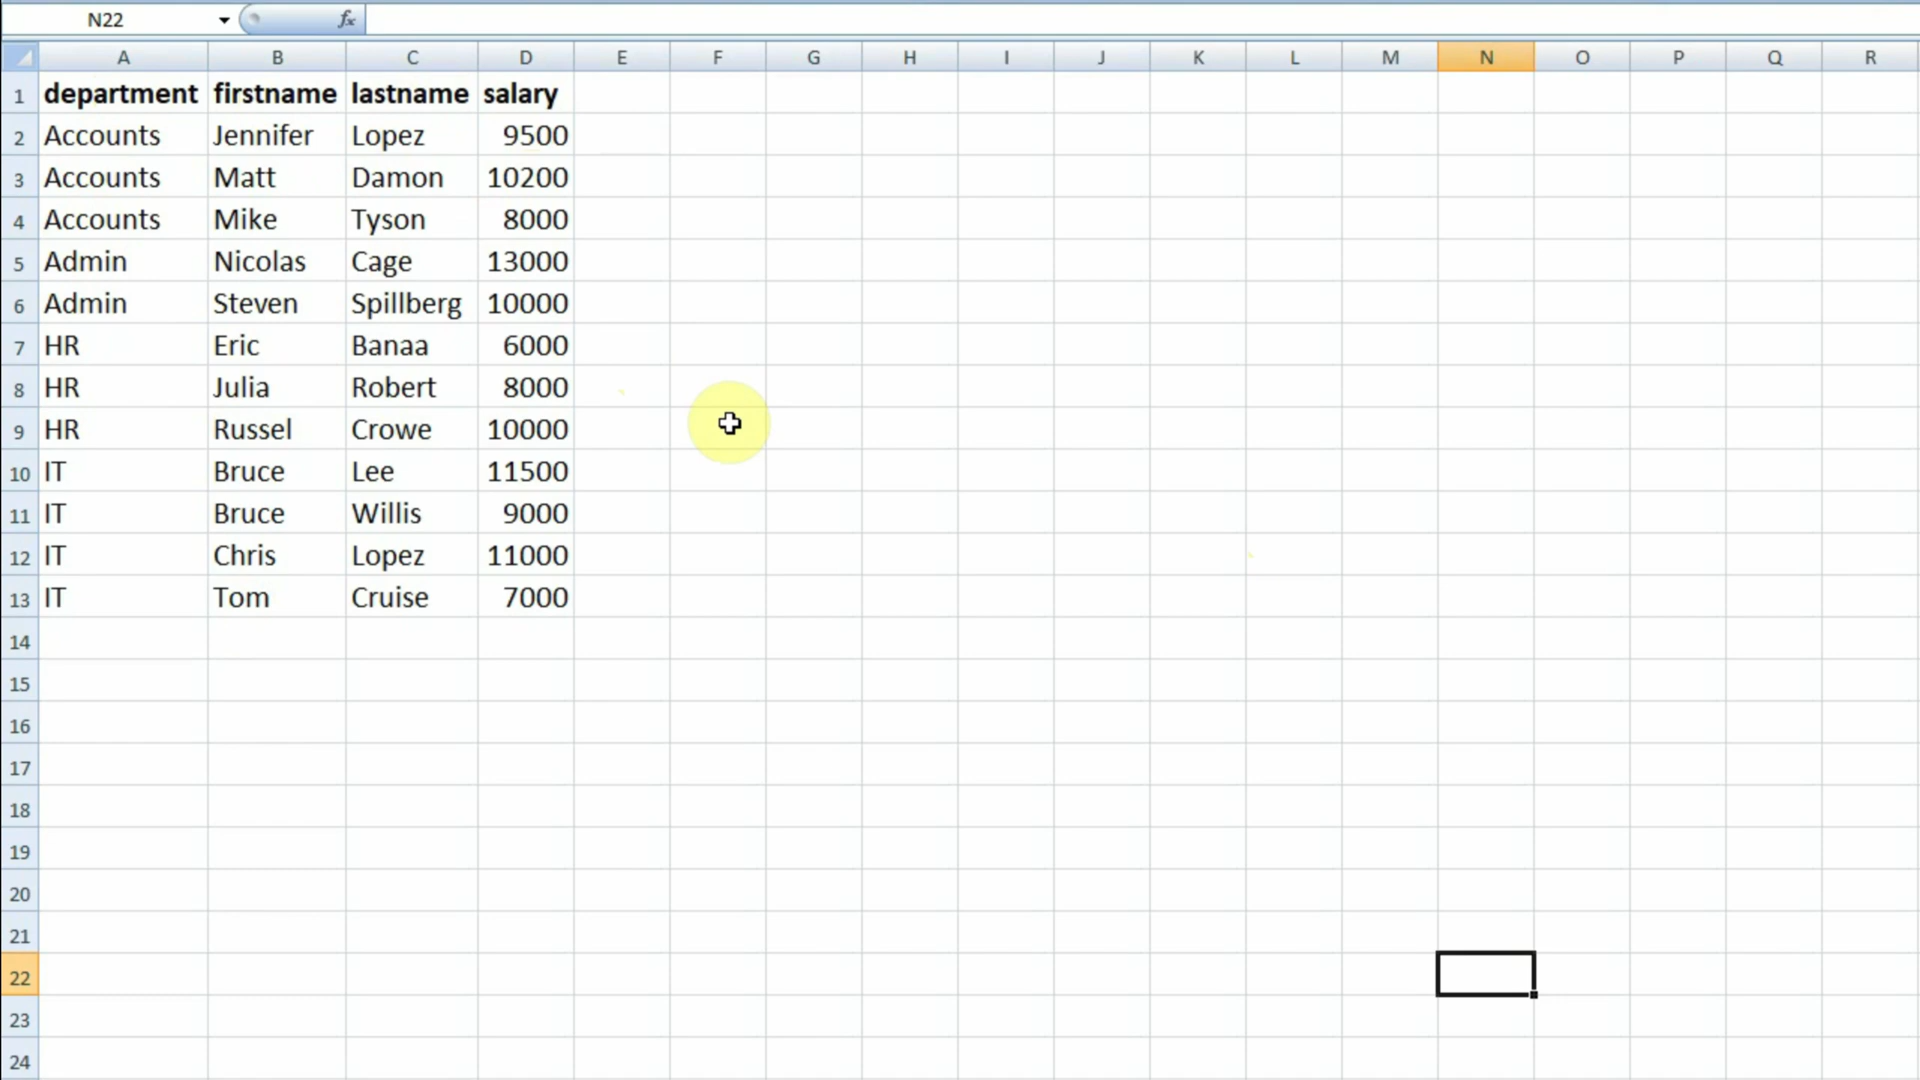 N22 fx
A B C D E F G H I J K L M N O P Q R
1 department firstname lastname salary
2 Accounts Jennifer Lopez 9500
3 Accounts Matt Damon 10200
4 Accounts Mike Tyson 8000
5 Admin Nicolas Cage 13000
6 Admin Steven Spillberg 10000
7 HR Eric Banaa 6000
8 HR Julia Robert 8000
9 HR Russel Crowe 10000
10 IT Bruce Lee 11500
11 IT Bruce Willis 9000
12 IT Chris Lopez 11000
13 IT Tom Cruise 7000
14
15
16
17
18
19
20
21
22
23
24